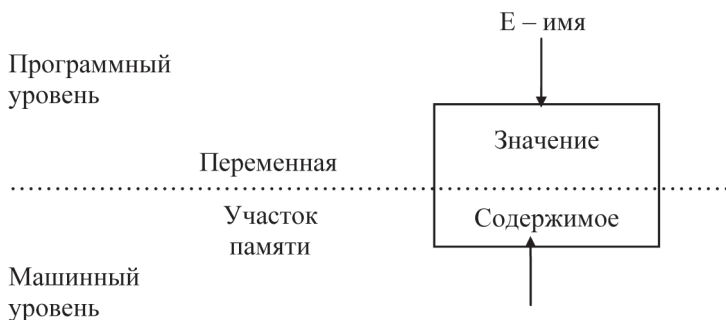 Е – имя
Программный
уровень
Значение
Переменная
Участок
памяти
Содержимое
Машинный
уровень